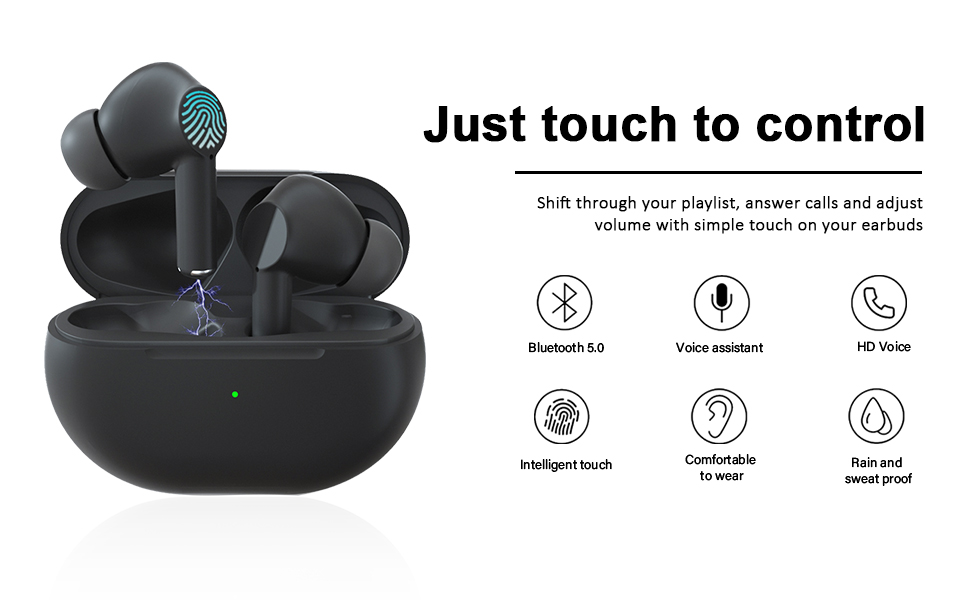 Just touch to control
Shift through your playlist, answer calls and adjust
volume with simple touch on your earbuds
Bluetooth 5.0
Voice assistant
HD Voice
Intelligent touch
Comfortable
to wear
Rain and
sweat proof